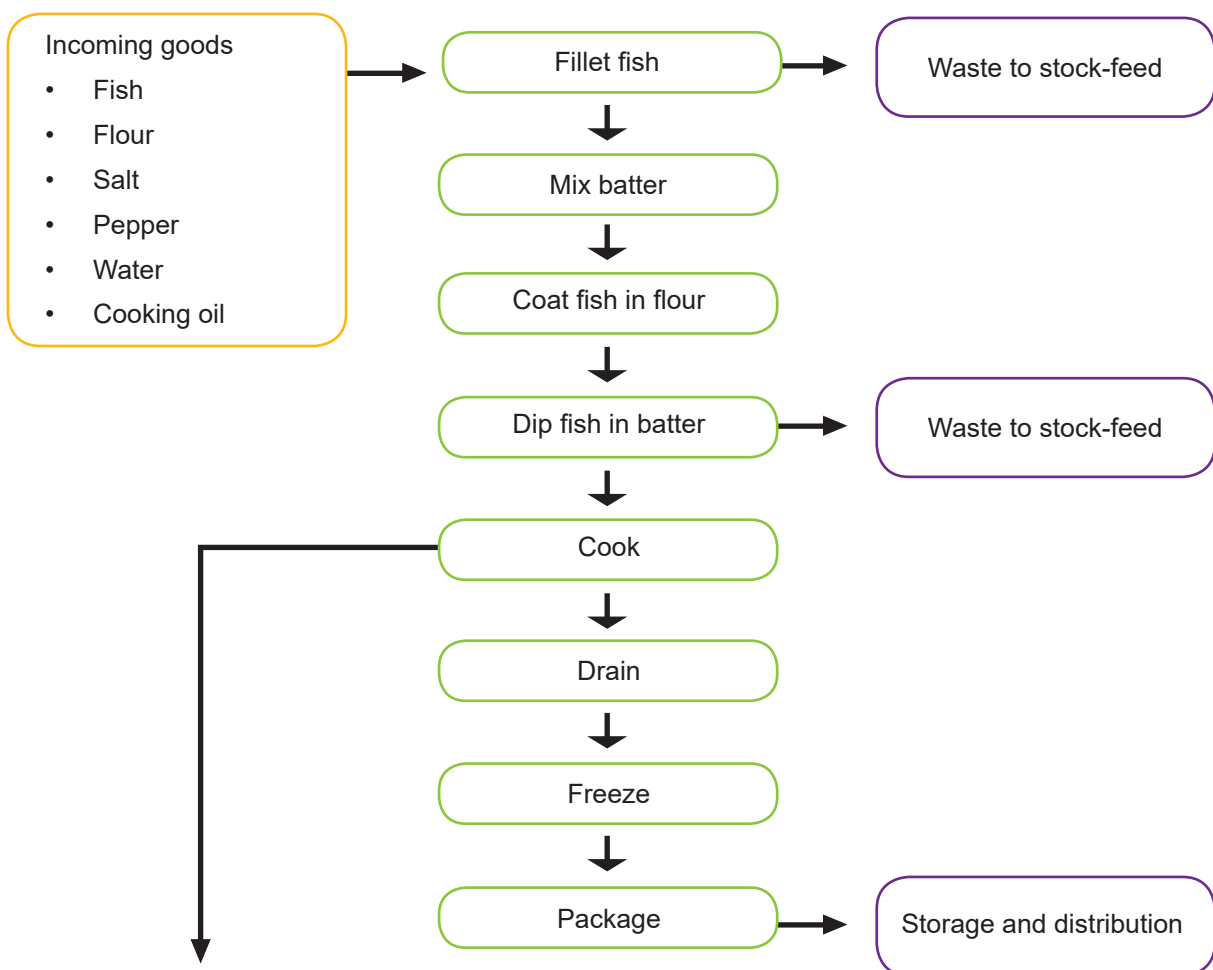 Incoming goods
• Fish
• Flour
• Salt
• Pepper
• Water
• Cooking oil
Fillet fish
Waste to stock-feed
Mix batter
Coat fish in flour
Dip fish in batter
Waste to stock-feed
Cook
Drain
Freeze
Package
Storage and distribution